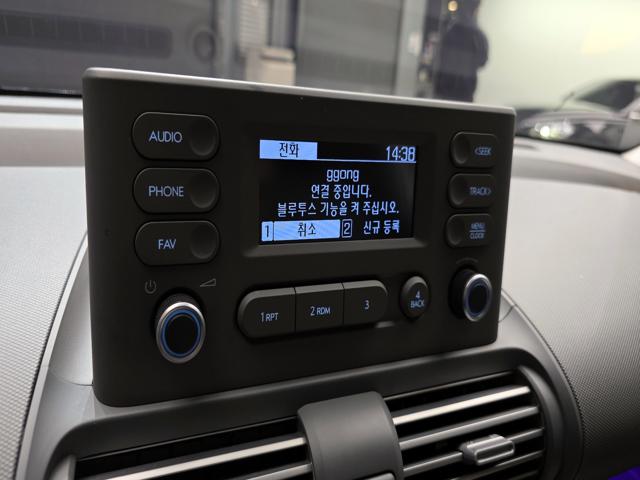 AUDIO
PHONE
FAV
전화 14:38
ggong
연결 중입니다.
블루투스 기능을 켜 주십시오.
1 취소 2 신규 등록
<SEEK
TRACK>
MENU
CLOCK
1 RPT
2 RDM
3
4
BACK